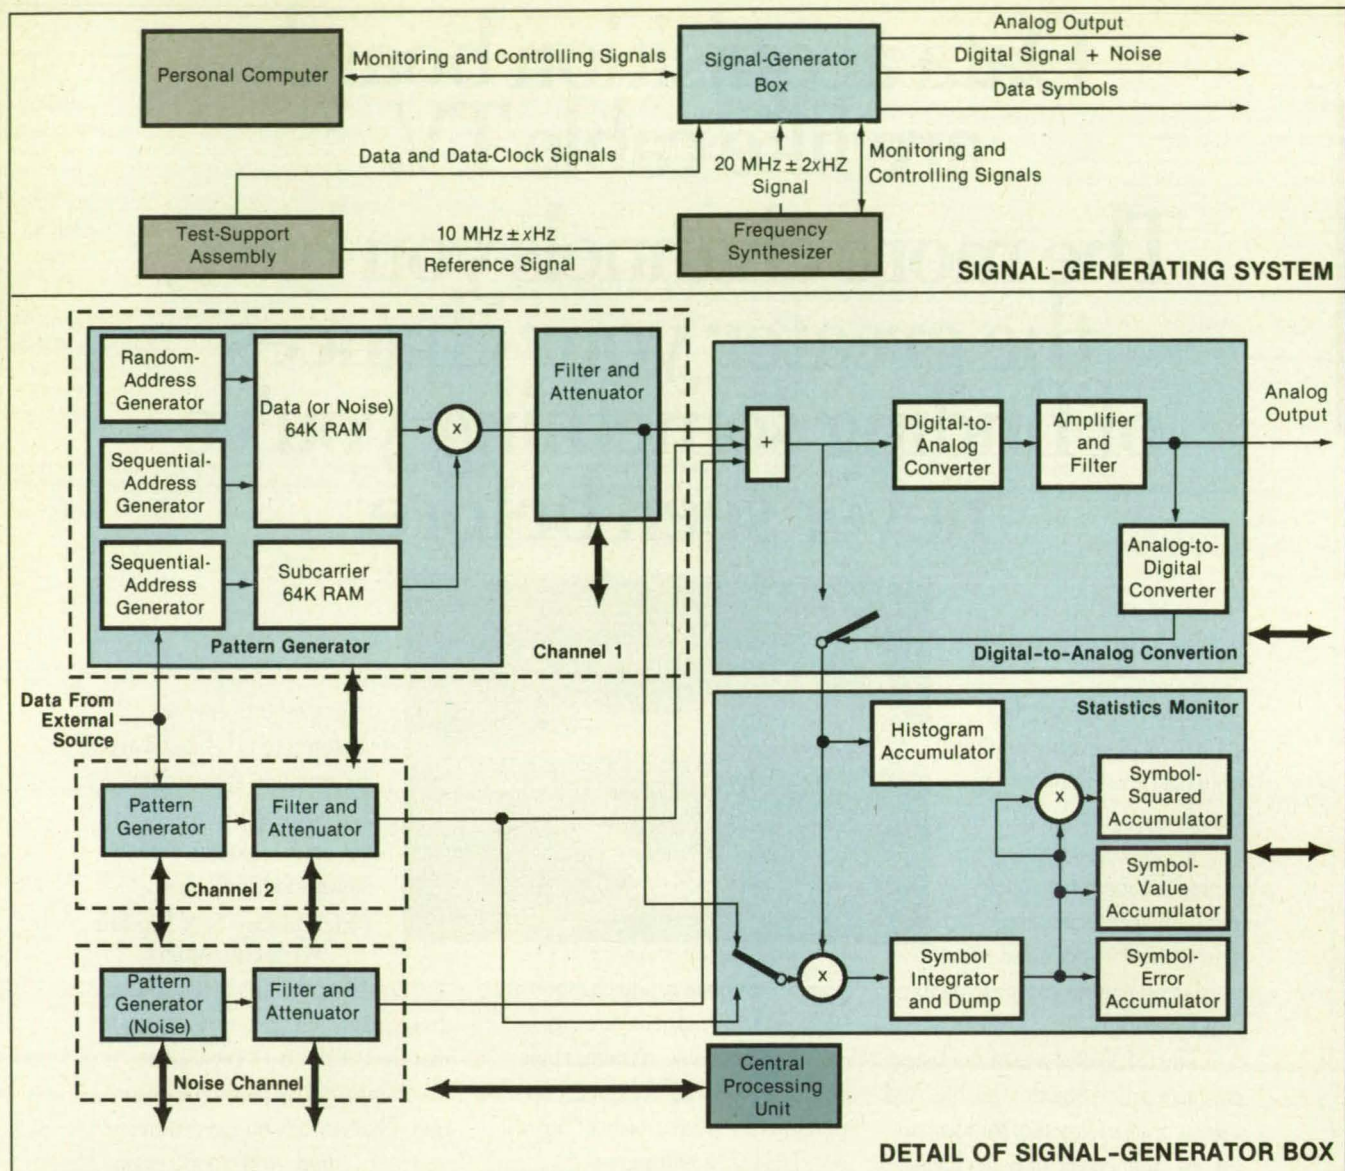 Personal Computer
Monitoring and Controlling Signals
Signal-Generator
Box
Analog Output
Digital Signal + Noise
Data Symbols
Data and Data-Clock Signals
20 MHz ± 2xHZ
Signal
Monitoring and
Controlling Signals
Test-Support
Assembly
10 MHz ± xHz
Reference Signal
Frequency
Synthesizer
SIGNAL-GENERATING SYSTEM
Random-
Address
Generator
Data (or Noise)
64K RAM
x
Sequential-
Address
Generator
Sequential-
Address
Generator
Subcarrier
64K RAM
Pattern Generator
Filter and
Attenuator
Channel 1
+
Digital-to-
Analog
Converter
Amplifier
and
Filter
Analog
Output
Analog-to-
Digital
Converter
Digital-to-Analog Convertion
Data From
External
Source
Pattern
Generator
Filter and
Attenuator
Channel 2
Pattern
Generator
(Noise)
Filter and
Attenuator
Noise Channel
Statistics Monitor
Histogram
Accumulator
x
Symbol-
Squared
Accumulator
Symbol-
Value
Accumulator
x
Symbol
Integrator
and Dump
Symbol-
Error
Accumulator
Central
Processing
Unit
DETAIL OF SIGNAL-GENERATOR BOX